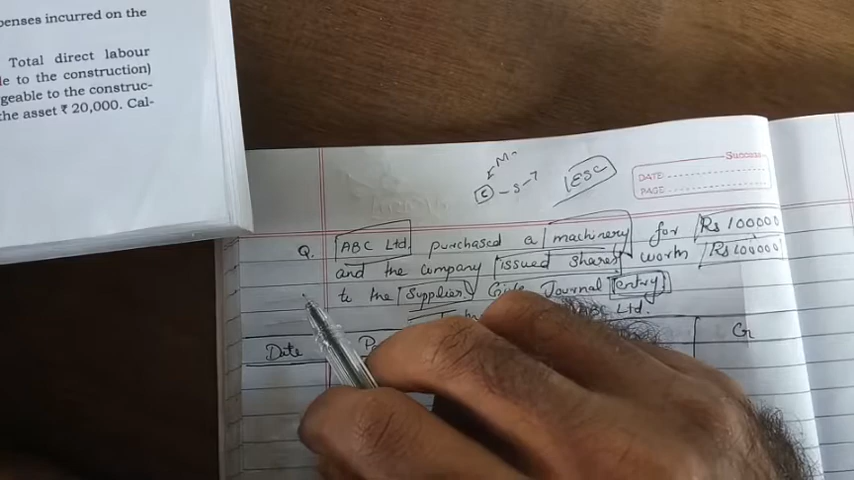 penses incurred on the
Total direct labour
le to the construction)
geable to the construc-
the asset ₹ 20,000. Cal-
M
C - S - 7
ESC
Success
DATE:
PAGE:
Q. ABC Ltd. purchased a machinery for Rs 100000
and the company issued shares worth Rs 100000
to the Supplier. Give Journal entry
Ltd.
Date
Cr